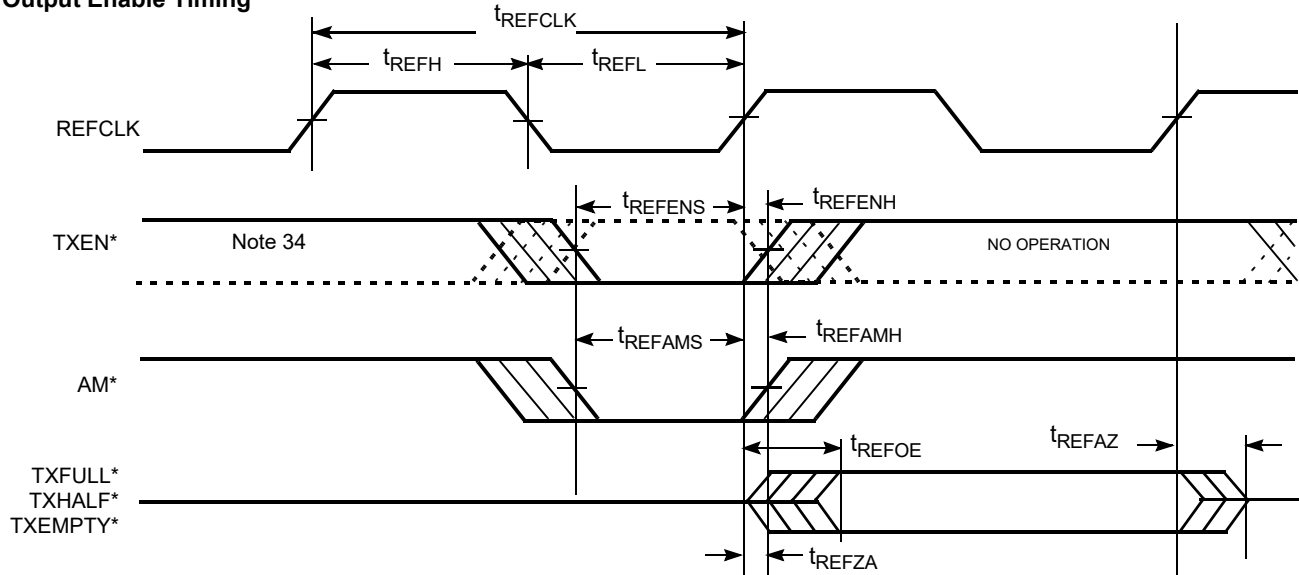 Output Enable Timing
tREFCLK
tREFH
tREFL
REFCLK
tREFENS
tREFENH
TXEN*
Note 34
NO OPERATION
tREFAMS
tREFAMH
AM*
tREFOE
tREFAZ
TXFULL*
TXHALF*
TXEMPTY*
tREFZA